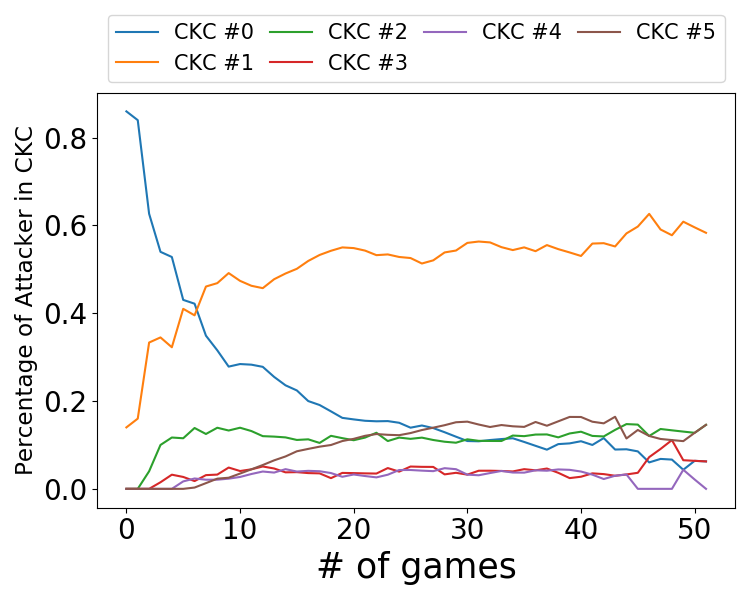 CKC #0 CKC #2 CKC #4 CKC #5
CKC #1 CKC #3
Percentage of Attacker in CKC
0.8
0.6
0.4
0.2
0.0
0 10 20 30 40 50
# of games